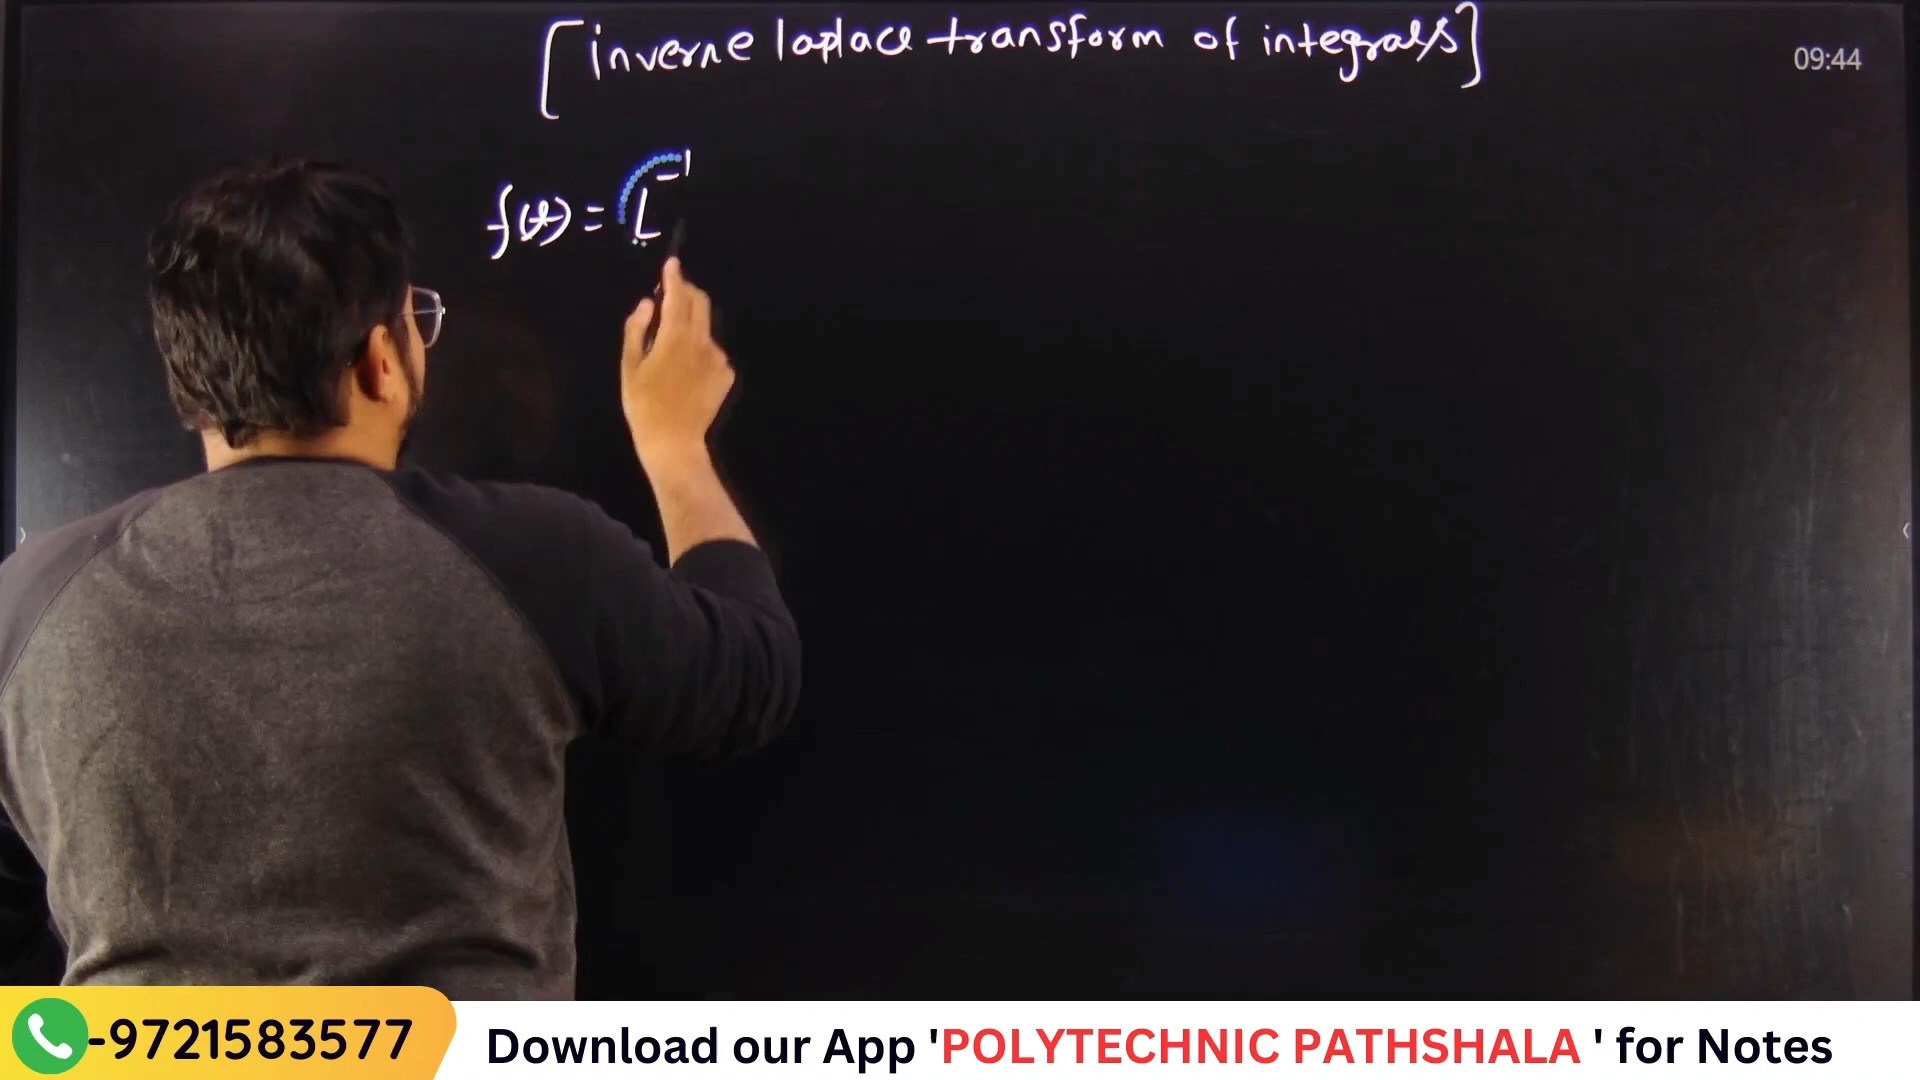 [inverse laplace transform of integrals]
09:44
f(t) = L⁻¹
-9721583577
Download our App 'POLYTECHNIC PATHSHALA ' for Notes